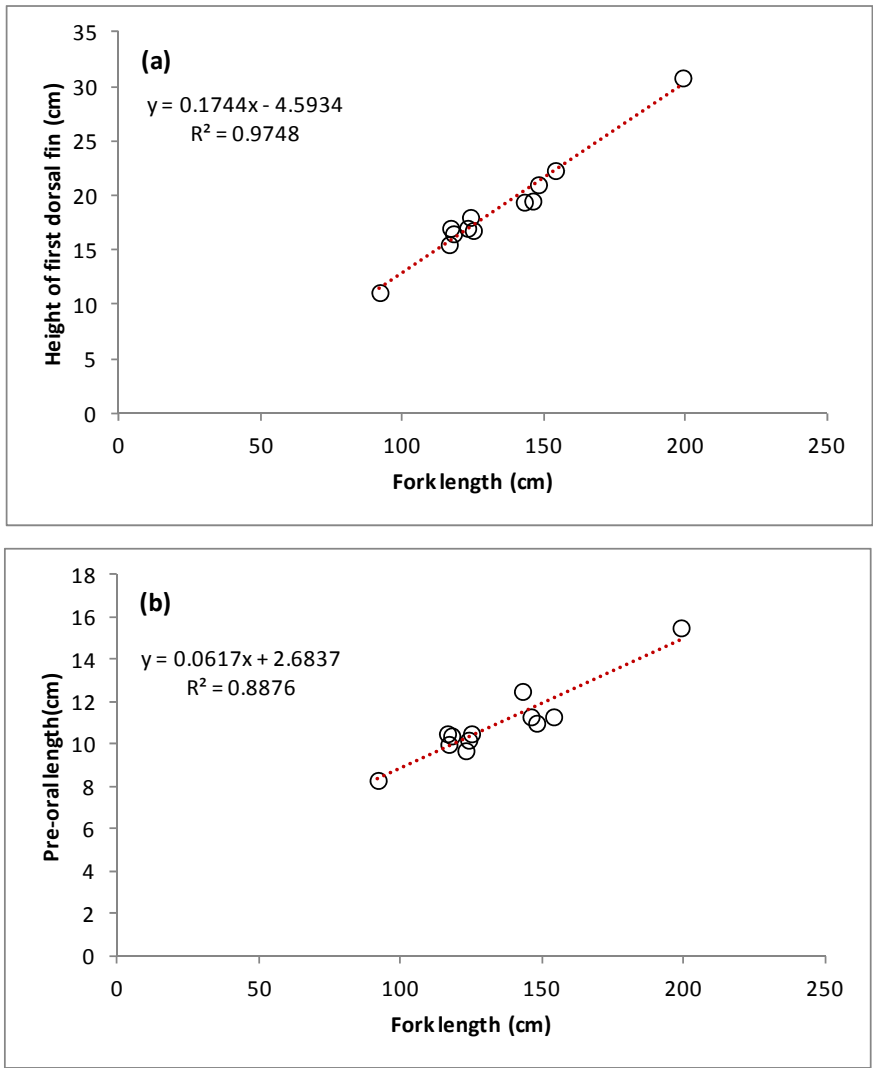 (a)
y = 0.1744x - 4.5934
R² = 0.9748
Height of first dorsal fin (cm)
35
30
25
20
15
10
5
0
0 50 100 150 200 250
Fork length (cm)
(b)
y = 0.0617x + 2.6837
R² = 0.8876
Pre-oral length(cm)
18
16
14
12
10
8
6
4
2
0
0 50 100 150 200 250
Fork length (cm)